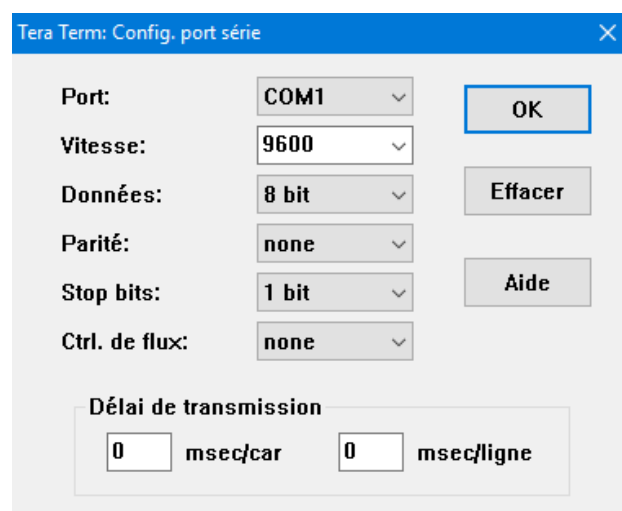 Tera Term: Config. port série
Port: COM1 OK
Vitesse: 9600
Données: 8 bit Effacer
Parité: none
Stop bits: 1 bit Aide
Ctrl. de flux: none
Délai de transmission
0 msec/car 0 msec/ligne